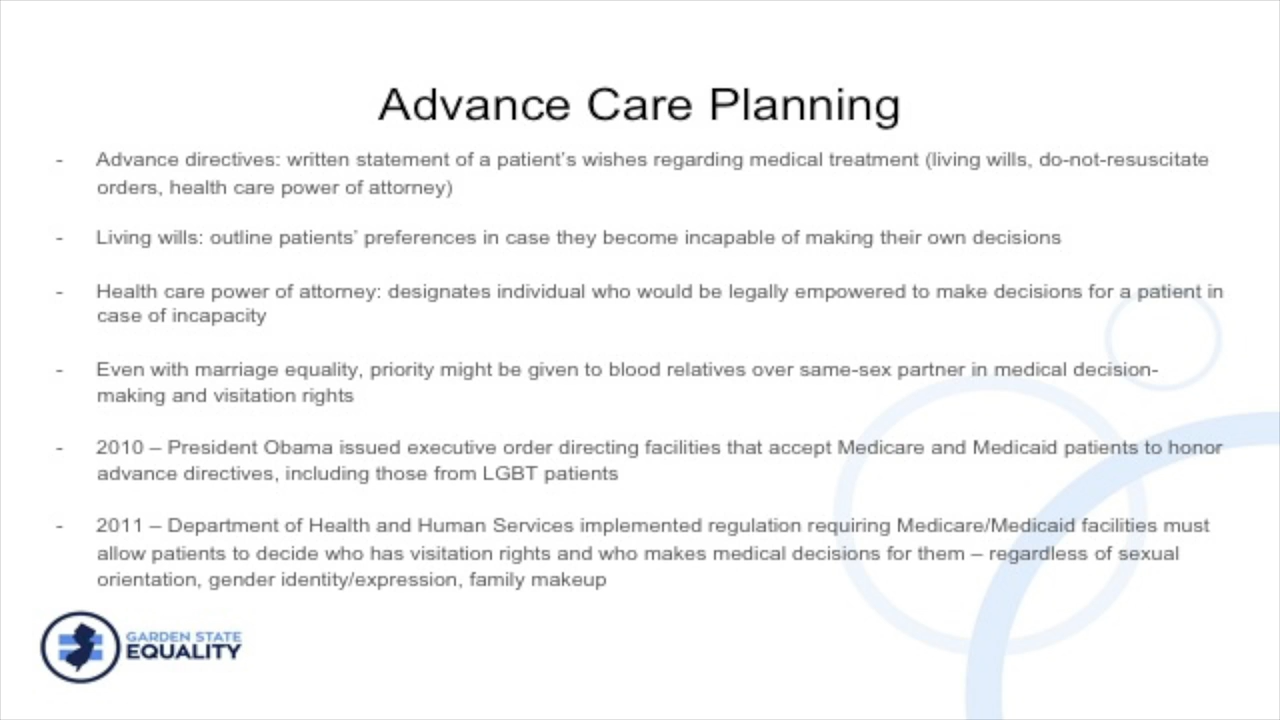 Advance Care Planning
- Advance directives: written statement of a patient's wishes regarding medical treatment (living wills, do-not-resuscitate
orders, health care power of attorney)
- Living wills: outline patients' preferences in case they become incapable of making their own decisions
- Health care power of attorney: designates individual who would be legally empowered to make decisions for a patient in
case of incapacity
- Even with marriage equality, priority might be given to blood relatives over same-sex partner in medical decision-
making and visitation rights
- 2010 – President Obama issued executive order directing facilities that accept Medicare and Medicaid patients to honor
advance directives, including those from LGBT patients
- 2011 – Department of Health and Human Services implemented regulation requiring Medicare/Medicaid facilities must
allow patients to decide who has visitation rights and who makes medical decisions for them – regardless of sexual
orientation, gender identity/expression, family makeup
GARDEN STATE
EQUALITY